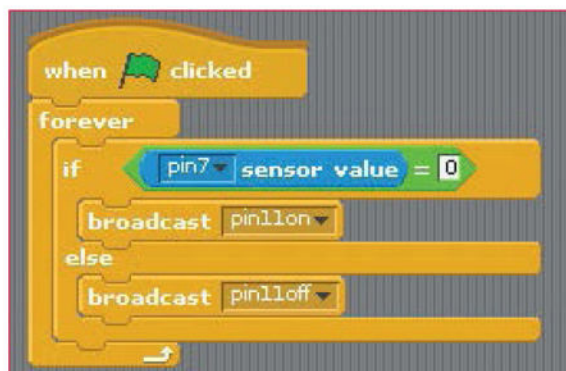 when clicked
forever
if pin7 sensor value = 0
broadcast pin11on
else
broadcast pin11off